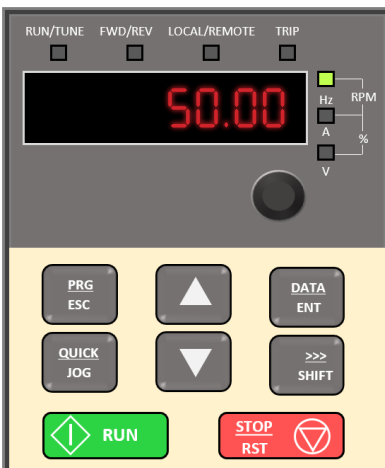 RUN/TUNE FWD/REV LOCAL/REMOTE TRIP
50.00
Hz RPM
A
%
V
PRG
ESC
DATA
ENT
QUICK
JOG
>>>
SHIFT
RUN
STOP
RST